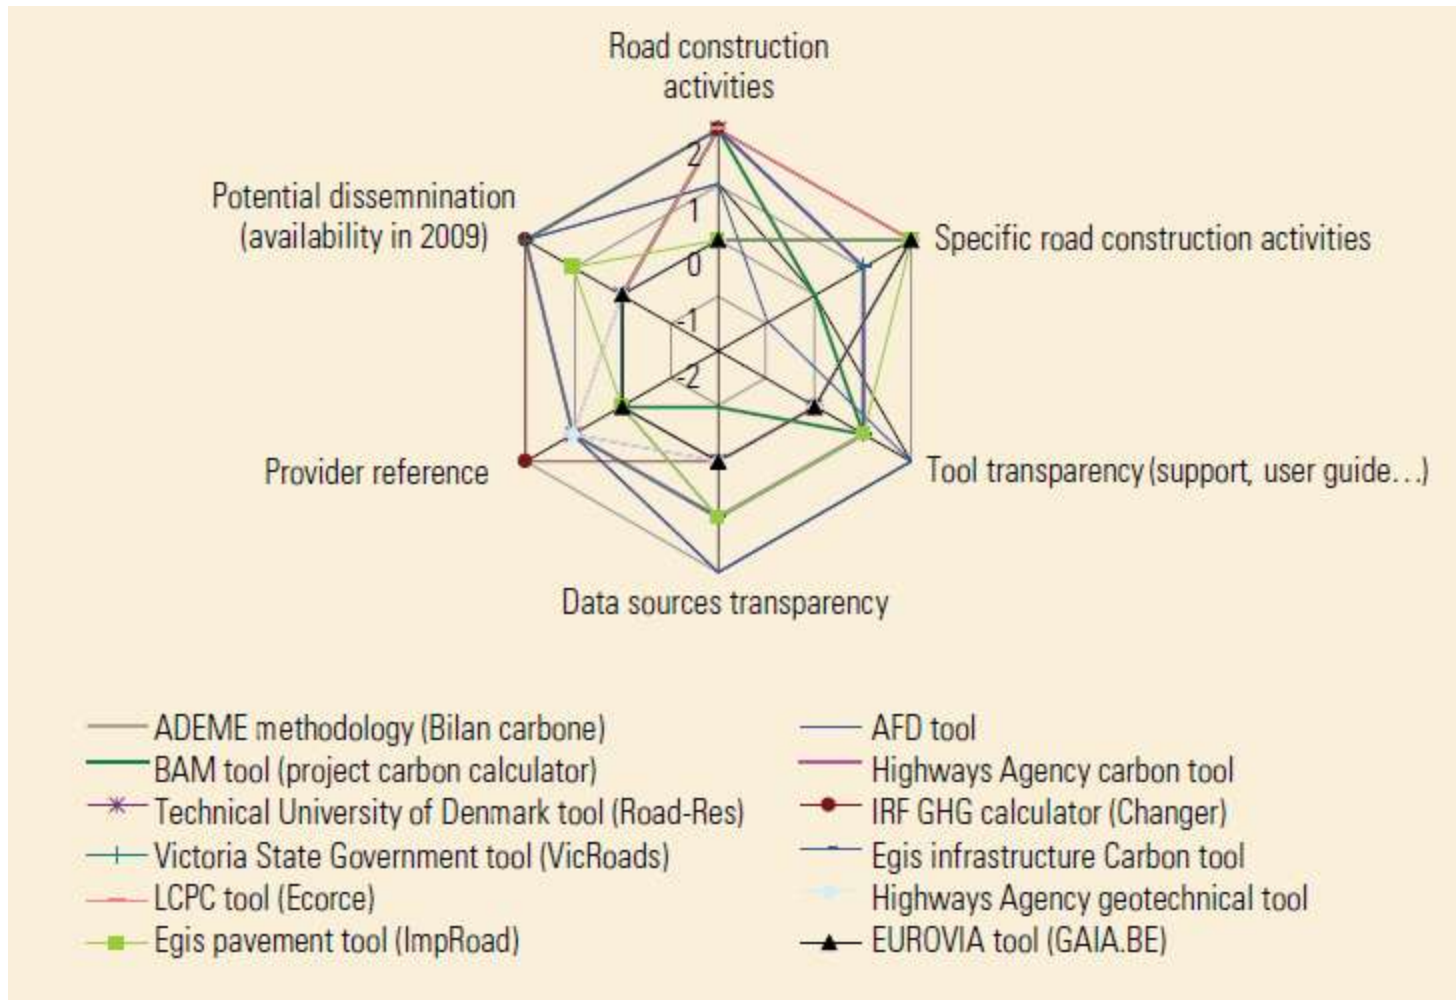 Road construction
activities
2
Potential dissemnination
(availability in 2009)
1
Specific road construction activities
0
-1
-2
Provider reference
Tool transparency (support, user guide…)
Data sources transparency
ADEME methodology (Bilan carbone)
BAM tool (project carbon calculator)
Technical University of Denmark tool (Road-Res)
Victoria State Government tool (VicRoads)
LCPC tool (Ecorce)
Egis pavement tool (ImpRoad)
AFD tool
Highways Agency carbon tool
IRF GHG calculator (Changer)
Egis infrastructure Carbon tool
Highways Agency geotechnical tool
EUROVIA tool (GAIA.BE)